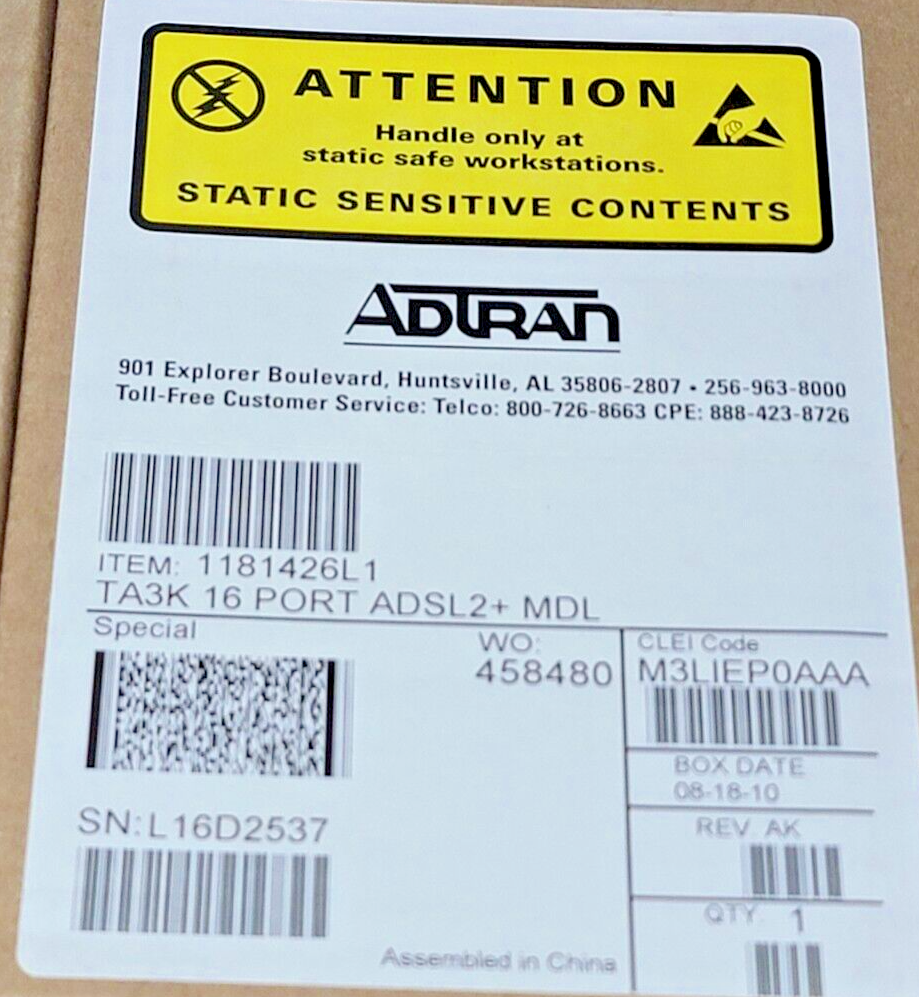 ATTENTION
Handle only at
static safe workstations.
STATIC SENSITIVE CONTENTS
ADTRAN
901 Explorer Boulevard, Huntsville, AL 35806-2807 • 256-963-8000
Toll-Free Customer Service: Telco: 800-726-8663 CPE: 888-423-8726
ITEM: 1181426L1
TA3K 16 PORT ADSL2+ MDL
Special
WO:
458480
CLEI Code
M3LIEP0AAA
BOX DATE
08-18-10
REV AK
QTY 1
SN:L16D2537
Assembled in China